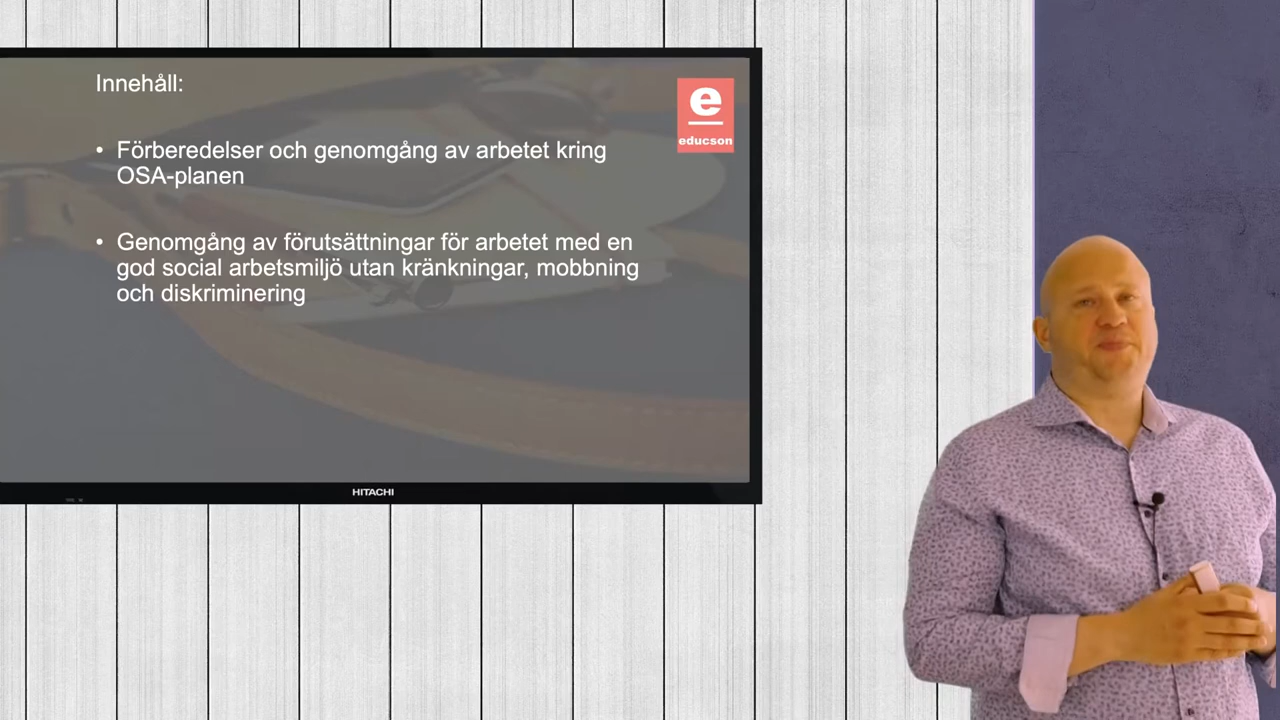 Innehåll:
e
educson
• Förberedelser och genomgång av arbetet kring
OSA-planen
• Genomgång av förutsättningar för arbetet med en
god social arbetsmiljö utan kränkningar, mobbning
och diskriminering
HITACHI